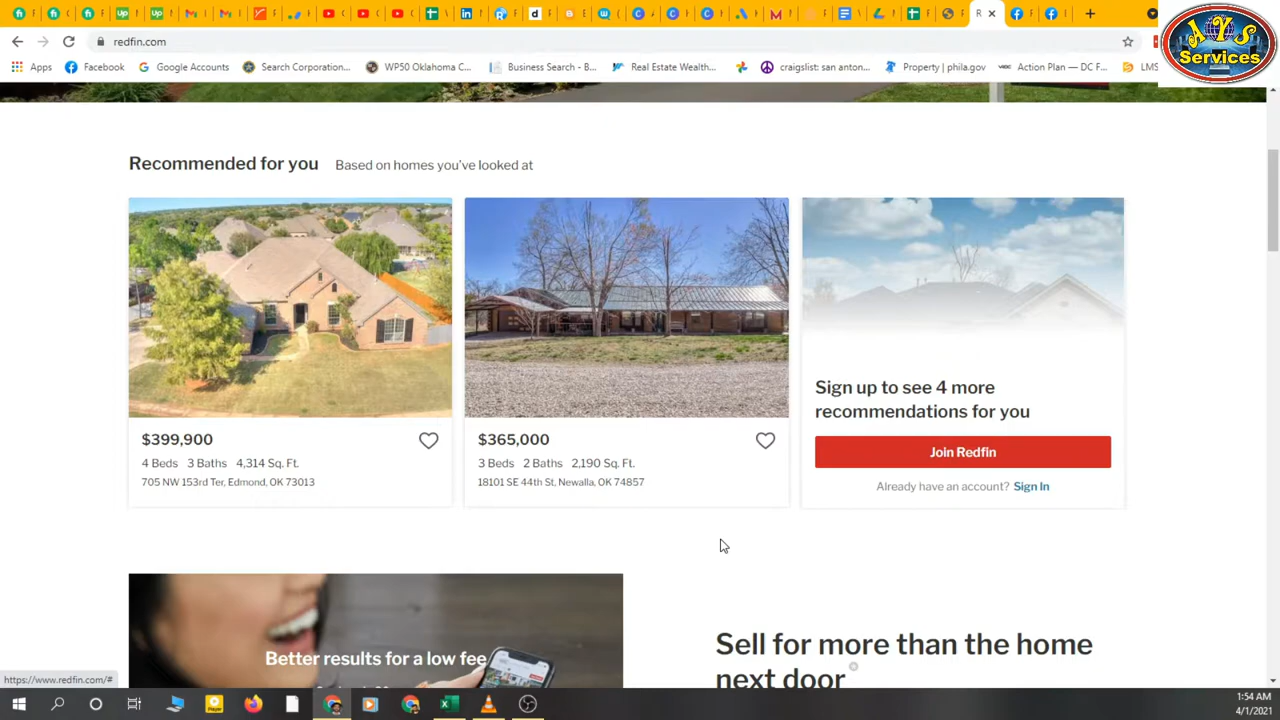 redfin.com
Apps Facebook Google Accounts Search Corporation... WP50 Oklahoma C... Business Search - B... Real Estate Wealth... craigslist: san anton... Property | phila.gov Action Plan — DC F... LMS
AYS
Services
Recommended for you Based on homes you've looked at
$399,900
4 Beds 3 Baths 4,314 Sq. Ft.
705 NW 153rd Ter, Edmond, OK 73013
$365,000
3 Beds 2 Baths 2,190 Sq. Ft.
18101 SE 44th St, Newalla, OK 74857
Sign up to see 4 more
recommendations for you
Join Redfin
Already have an account? Sign In
Better results for a low fee
Sell for more than the home
next door
https://www.redfin.com/#
1:54 AM
4/1/2021